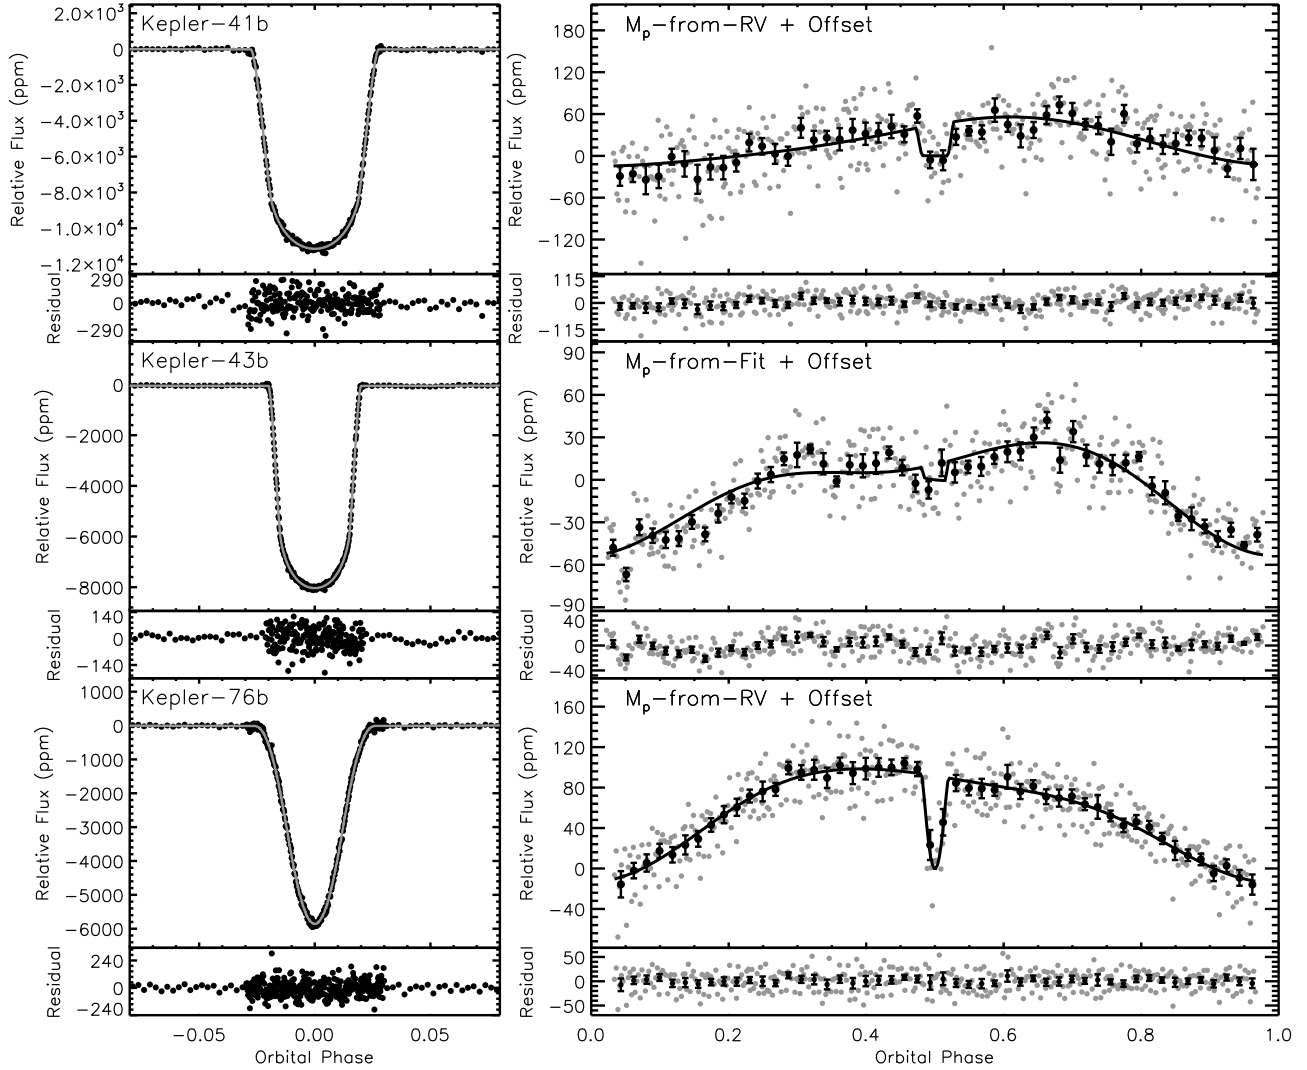 Kepler-41b
Relative Flux (ppm)
2.0×10³
0
−2.0×10³
−4.0×10³
−6.0×10³
−8.0×10³
−1.0×10⁴
−1.2×10⁴
Residual
290
0
−290
Mp-from-RV + Offset
Relative Flux (ppm)
180
120
60
0
−60
−120
Residual
115
0
−115
Kepler-43b
Relative Flux (ppm)
0
−2000
−4000
−6000
−8000
Residual
140
0
−140
Mp-from-Fit + Offset
Relative Flux (ppm)
90
60
30
0
−30
−60
−90
Residual
40
0
−40
Kepler-76b
Relative Flux (ppm)
1000
0
−1000
−2000
−3000
−4000
−5000
−6000
Residual
240
0
−240
−0.05 0.00 0.05
Orbital Phase
Mp-from-RV + Offset
Relative Flux (ppm)
160
120
80
40
0
−40
Residual
50
0
−50
0.0 0.2 0.4 0.6 0.8 1.0
Orbital Phase